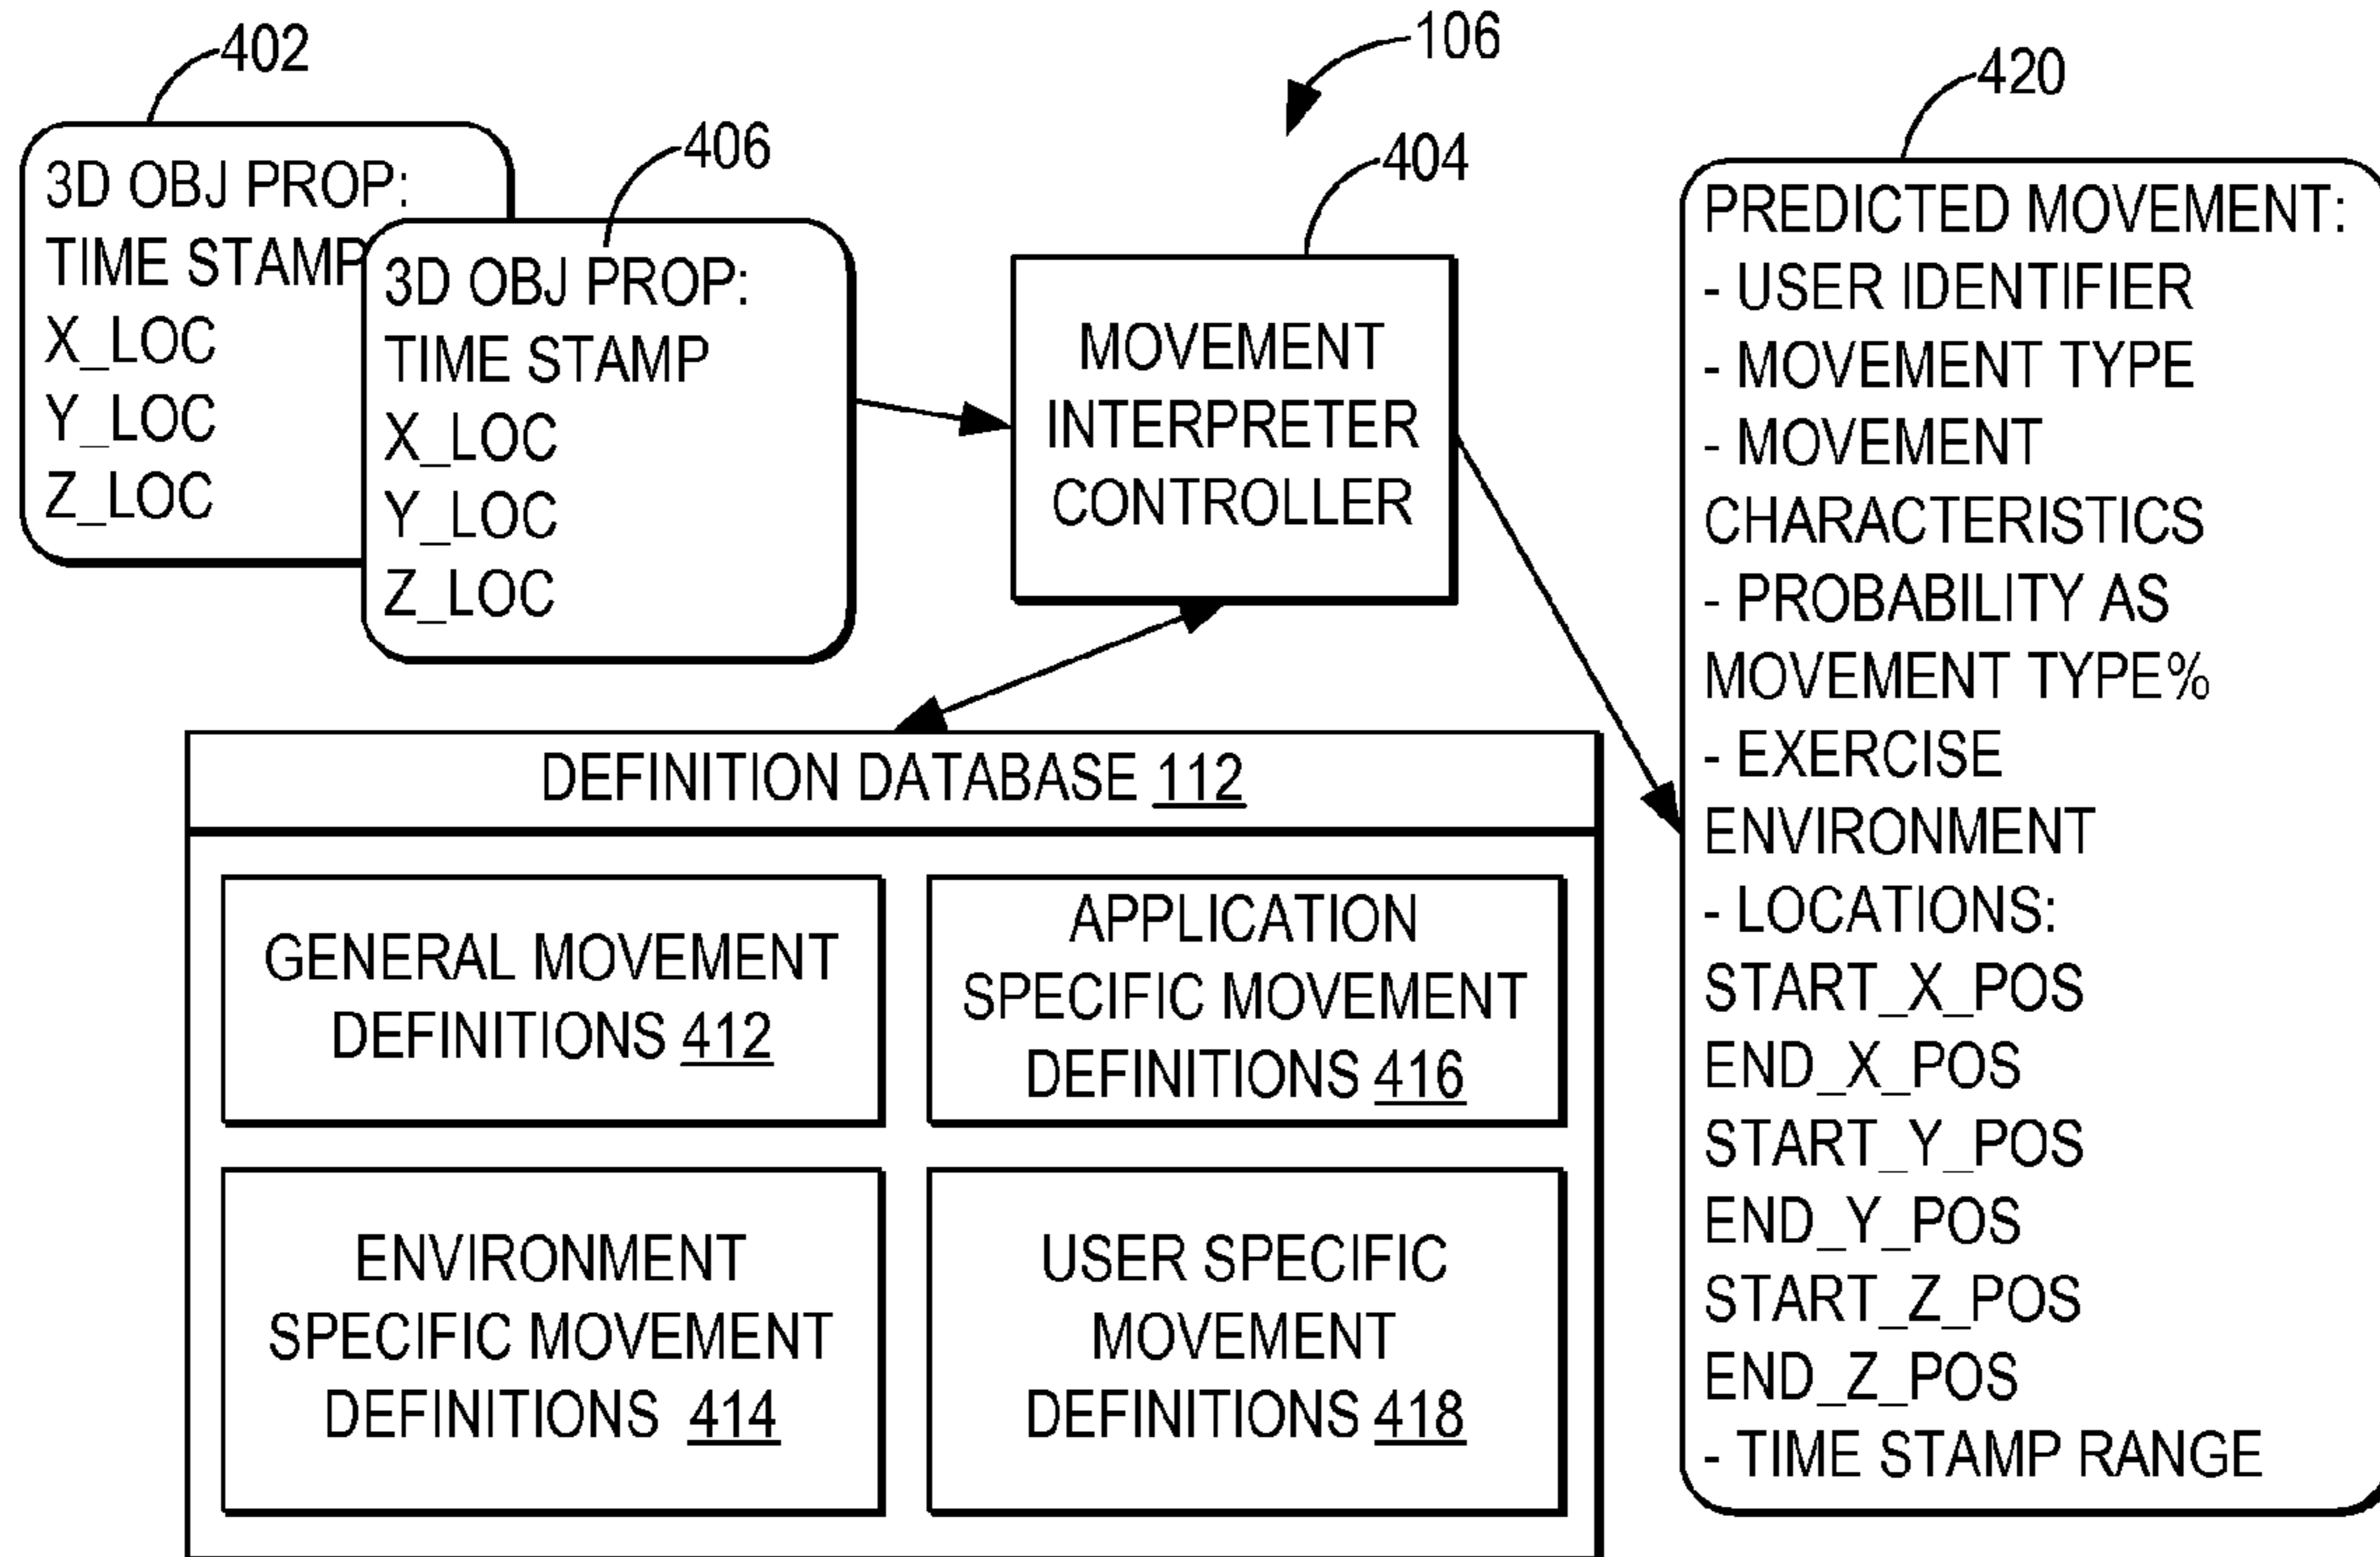 402
3D OBJ PROP:
TIME STAMP
X_LOC
Y_LOC
Z_LOC
406
3D OBJ PROP:
TIME STAMP
X_LOC
Y_LOC
Z_LOC
106
404
MOVEMENT
INTERPRETER
CONTROLLER
420
PREDICTED MOVEMENT:
- USER IDENTIFIER
- MOVEMENT TYPE
- MOVEMENT
CHARACTERISTICS
- PROBABILITY AS
MOVEMENT TYPE%
- EXERCISE
ENVIRONMENT
- LOCATIONS:
START_X_POS
END_X_POS
START_Y_POS
END_Y_POS
START_Z_POS
END_Z_POS
- TIME STAMP RANGE
DEFINITION DATABASE 112
GENERAL MOVEMENT
DEFINITIONS 412
APPLICATION
SPECIFIC MOVEMENT
DEFINITIONS 416
ENVIRONMENT
SPECIFIC MOVEMENT
DEFINITIONS 414
USER SPECIFIC
MOVEMENT
DEFINITIONS 418